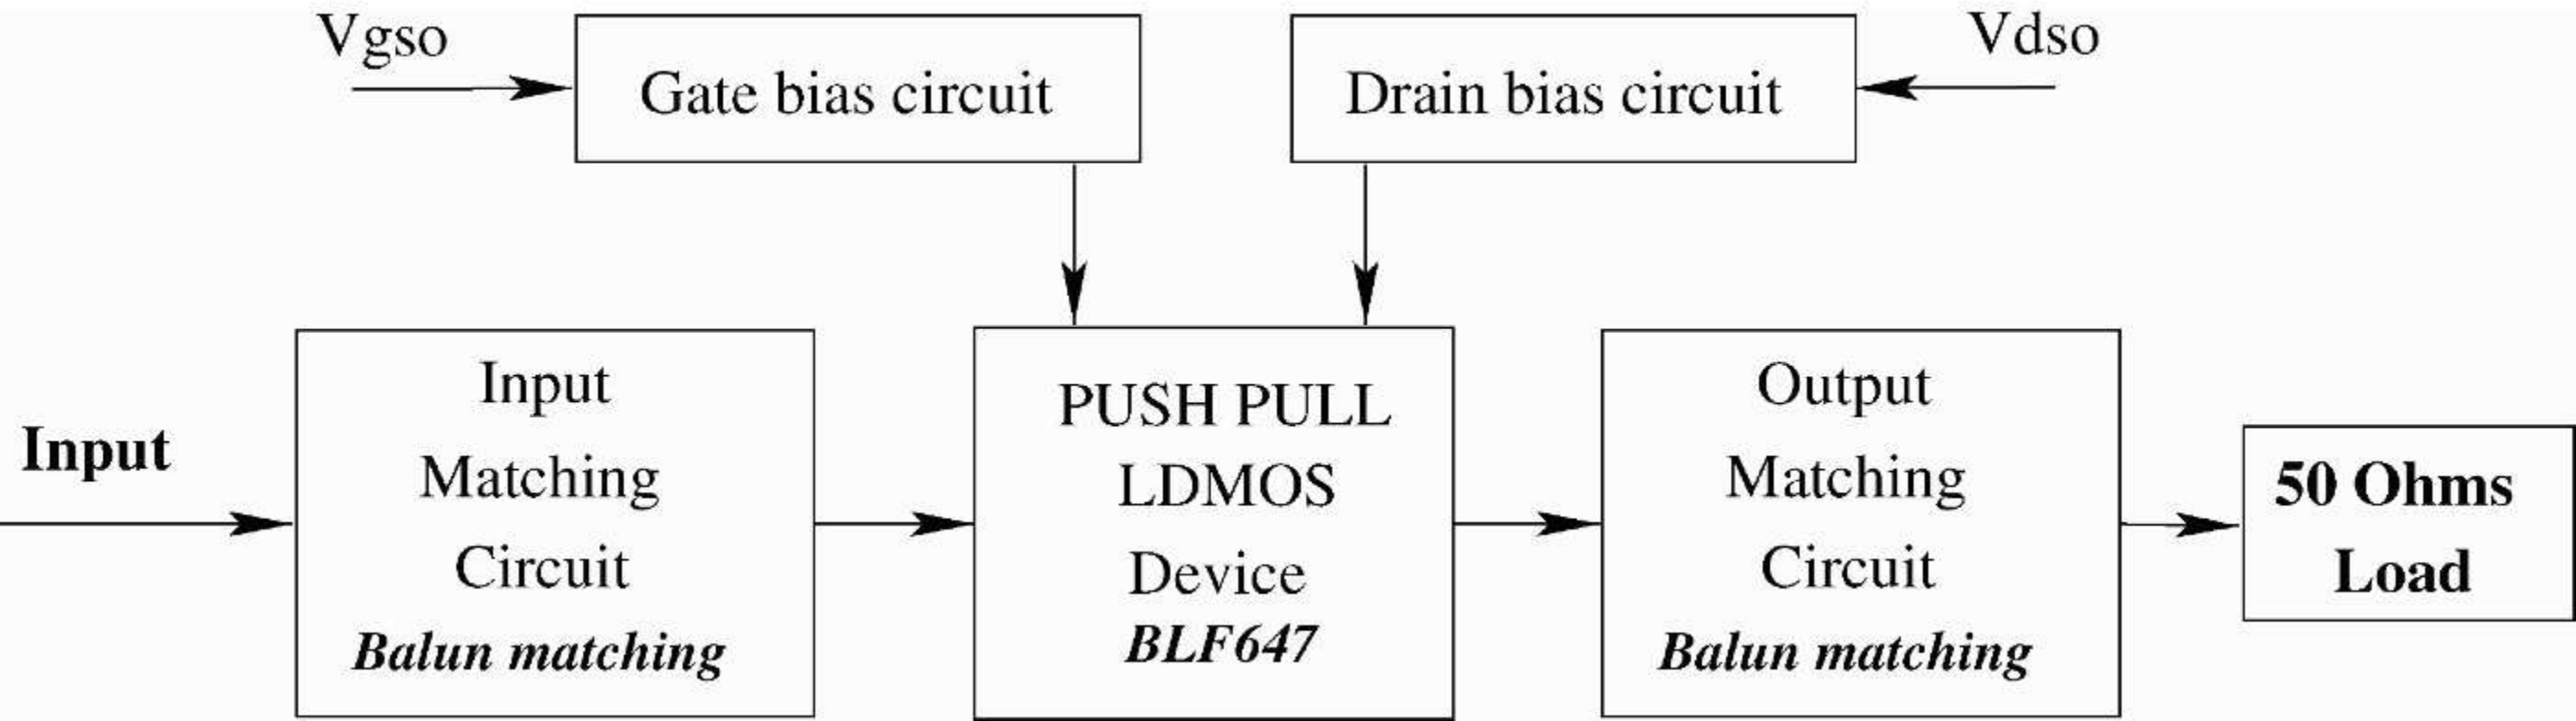 Vgso
Gate bias circuit
Drain bias circuit
Vdso
Input
Input
Matching
Circuit
Balun matching
PUSH PULL
LDMOS
Device
BLF647
Output
Matching
Circuit
Balun matching
50 Ohms
Load